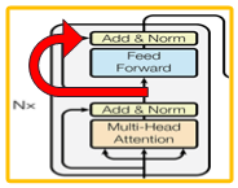 Add & Norm
Feed
Forward
Nx
Add & Norm
Multi-Head
Attention